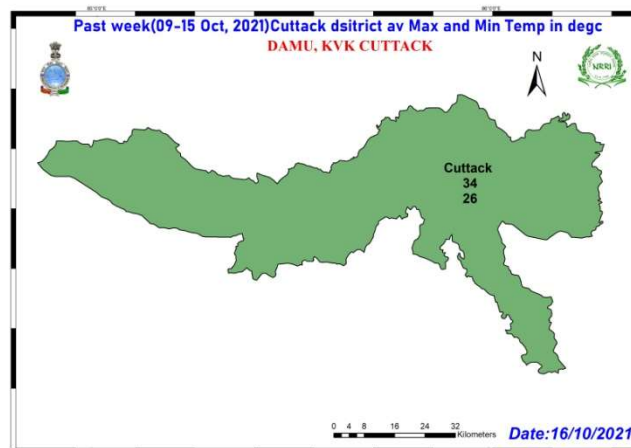 Past week(09-15 Oct, 2021)Cuttack dsitrict av Max and Min Temp in degc
DAMU, KVK CUTTACK
N
NRRI
Cuttack
34
26
0 4 8 16 24 32
Kilometers
Date:16/10/2021